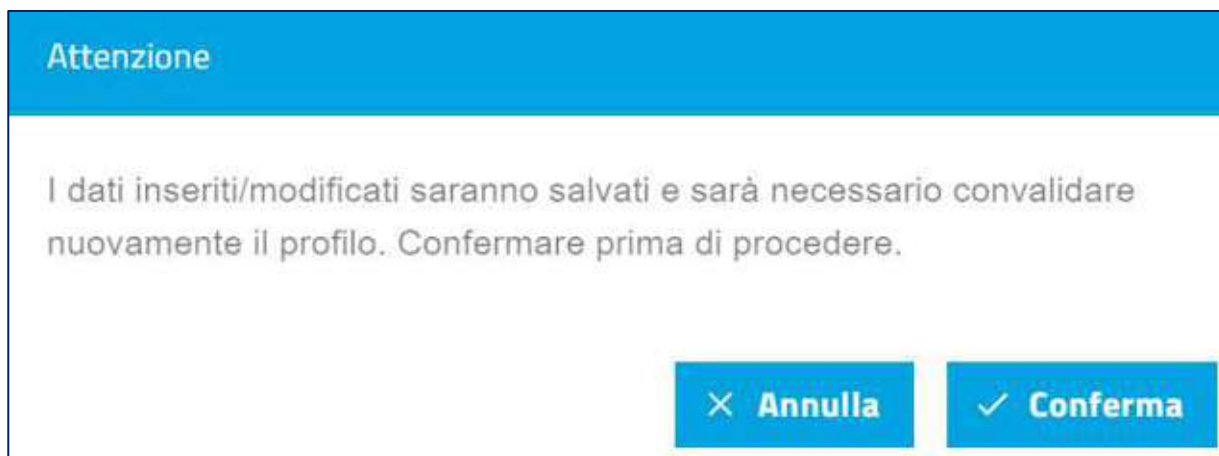 Attenzione
I dati inseriti/modificati saranno salvati e sarà necessario convalidare
nuovamente il profilo. Confermare prima di procedere.
Annulla
Conferma